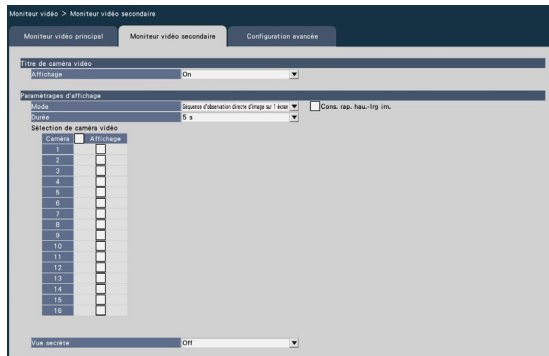 Moniteur vidéo > Moniteur vidéo secondaire
Moniteur vidéo principal Moniteur vidéo secondaire Configuration avancée
Titre de caméra vidéo
Affichage On
Paramétrages d'affichage
Mode Séquence d'observation directe d'image sur 1 écran Cons. rap. hau.-lrg im.
Durée 5 s
Sélection de caméra vidéo
Caméra Affichage
1
2
3
4
5
6
7
8
9
10
11
12
13
14
15
16
Vue secrète Off